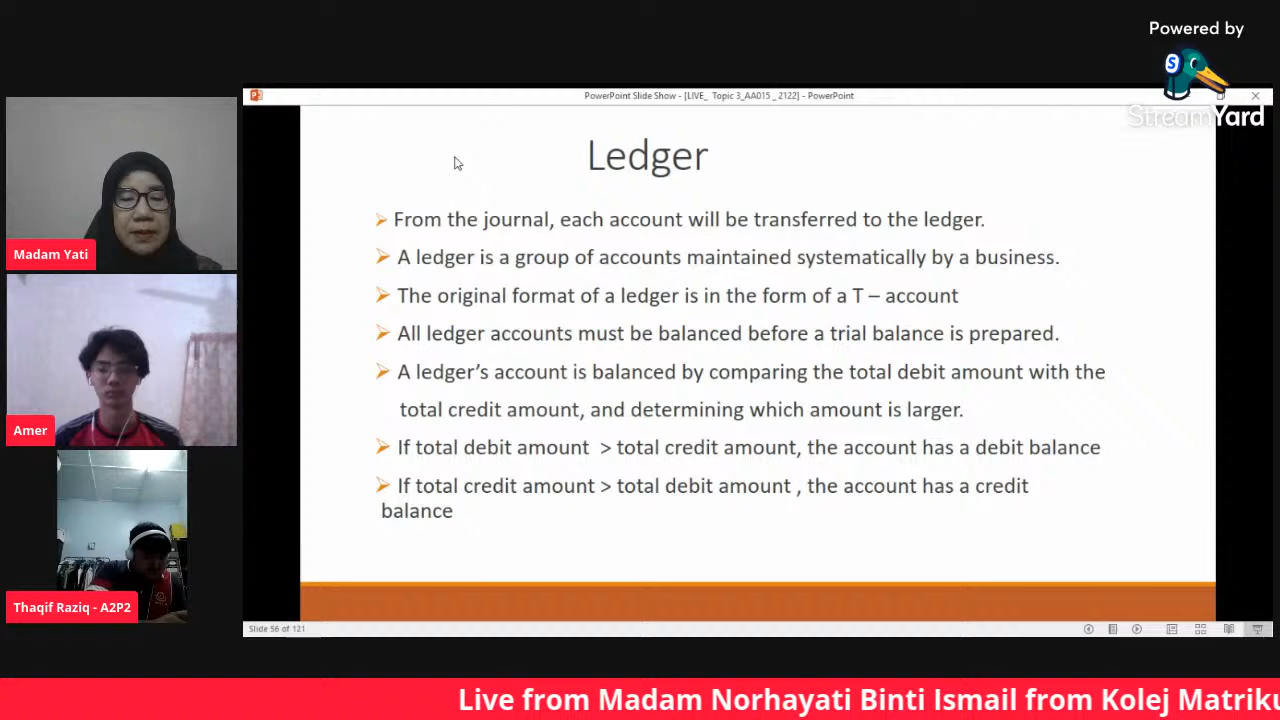 Powered by
StreamYard
PowerPoint Slide Show - [LIVE_ Topic 3_AA015 _ 2122] - PowerPoint
Ledger
From the journal, each account will be transferred to the ledger.
A ledger is a group of accounts maintained systematically by a business.
The original format of a ledger is in the form of a T – account
All ledger accounts must be balanced before a trial balance is prepared.
A ledger’s account is balanced by comparing the total debit amount with the
total credit amount, and determining which amount is larger.
If total debit amount > total credit amount, the account has a debit balance
If total credit amount > total debit amount , the account has a credit
balance
Slide 56 of 121
Madam Yati
Amer
Thaqif Raziq - A2P2
Live from Madam Norhayati Binti Ismail from Kolej Matriku